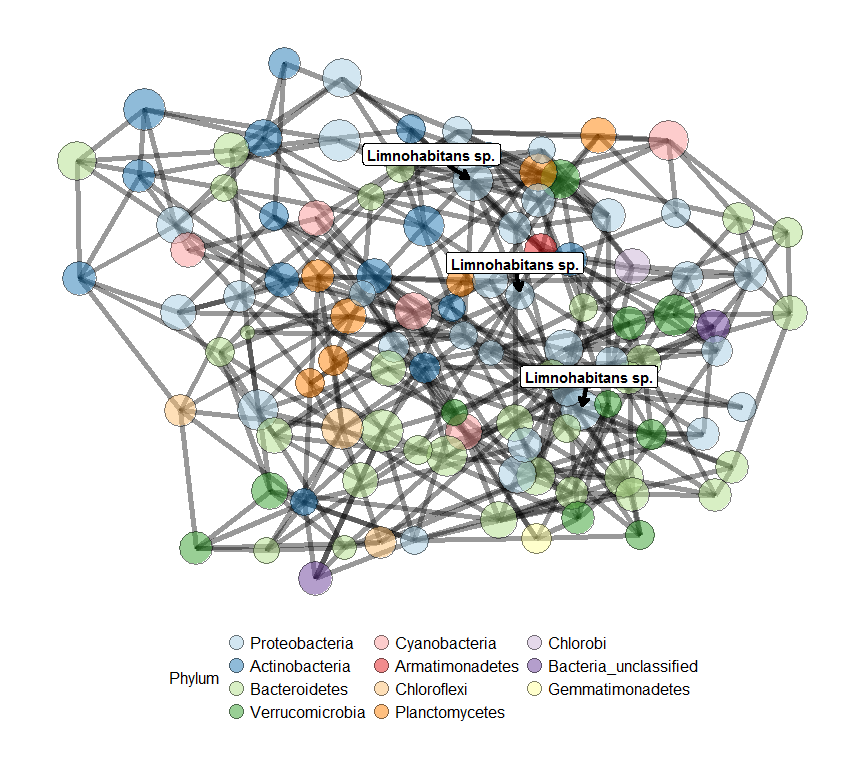 Limnohabitans sp.
Limnohabitans sp.
Limnohabitans sp.
Phylum
Proteobacteria
Actinobacteria
Bacteroidetes
Verrucomicrobia
Cyanobacteria
Armatimonadetes
Chloroflexi
Planctomycetes
Chlorobi
Bacteria_unclassified
Gemmatimonadetes